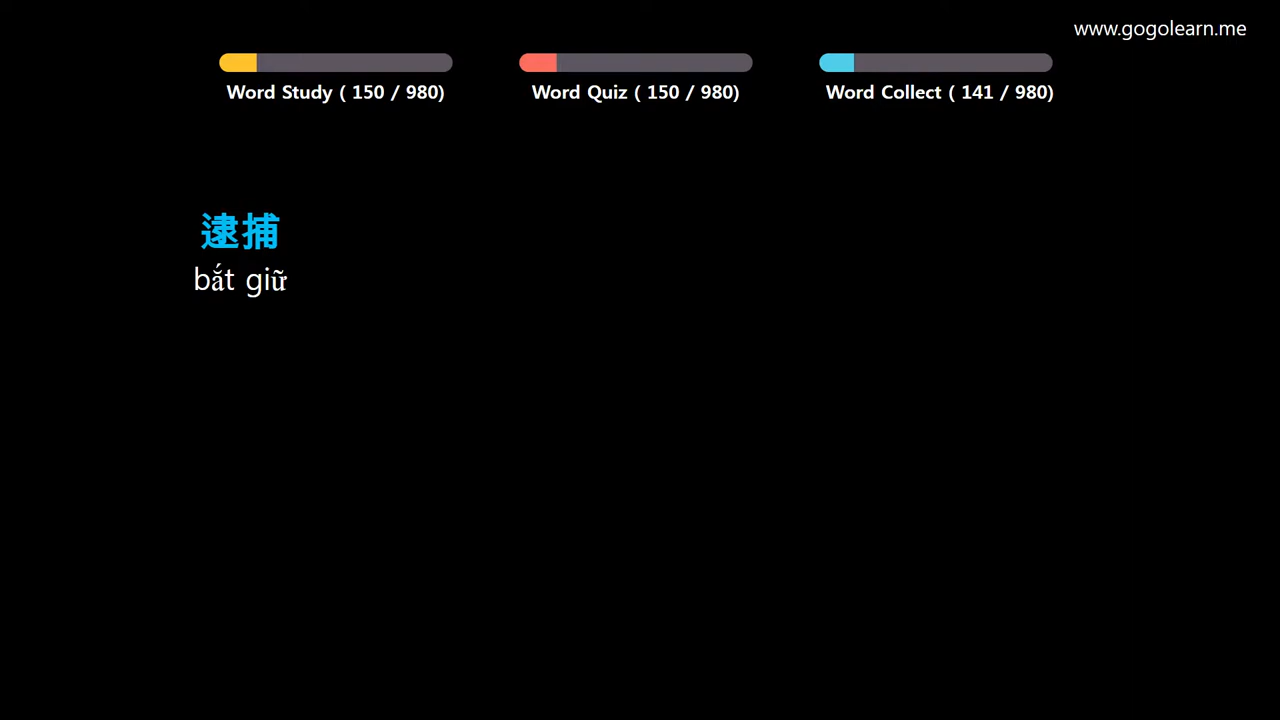 www.gogolearn.me
Word Study ( 150 / 980)
Word Quiz ( 150 / 980)
Word Collect ( 141 / 980)
逮捕
bắt giữ